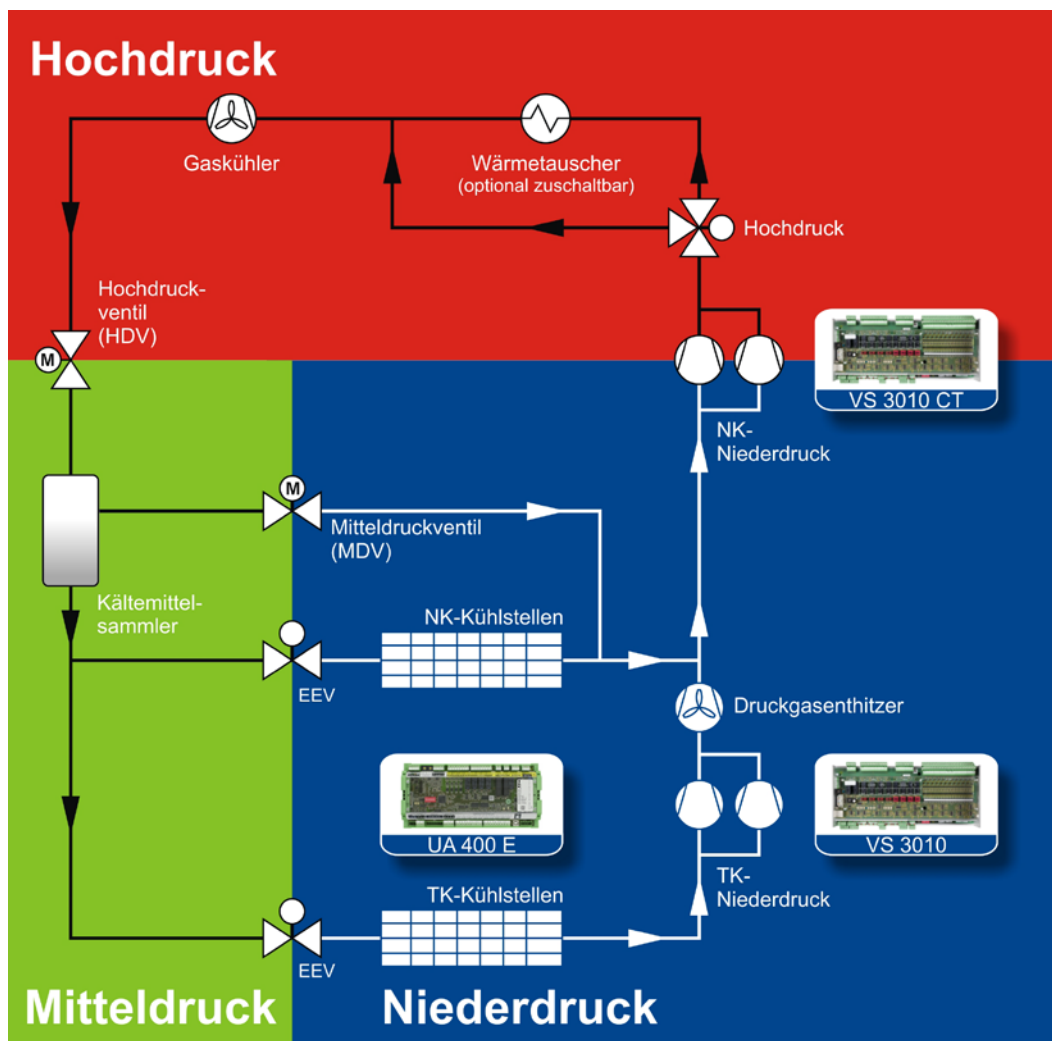 Hochdruck
Gaskühler
Wärmetauscher
(optional zuschaltbar)
Hochdruck
Hochdruck-
ventil
(HDV)
M
VS 3010 CT
NK-
Niederdruck
M
Mitteldruckventil
(MDV)
Kältemittel-
sammler
NK-Kühlstellen
EEV
Druckgasenthitzer
UA 400 E
VS 3010
TK-
Niederdruck
TK-Kühlstellen
EEV
Mitteldruck
Niederdruck